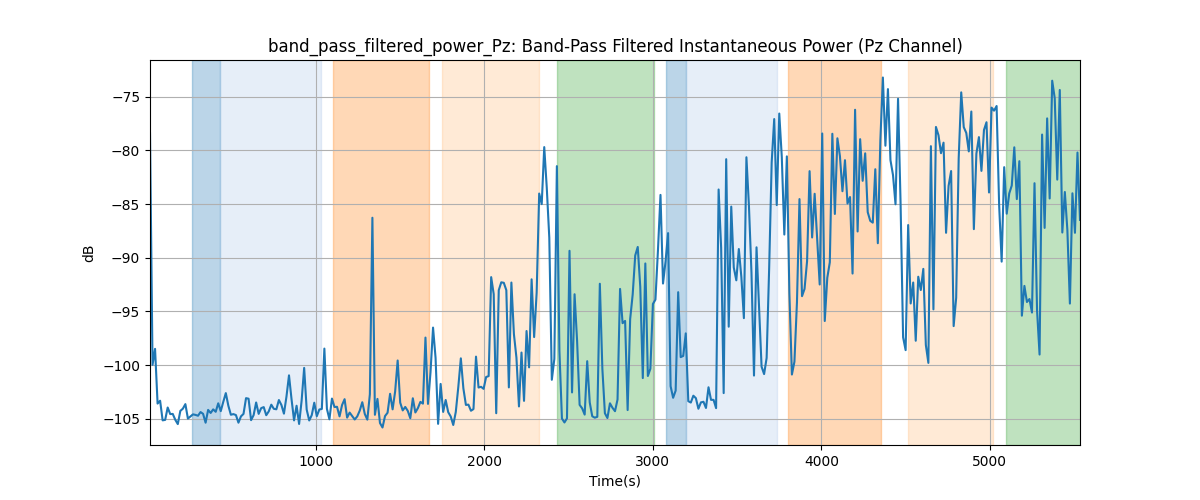 band_pass_filtered_power_Pz: Band-Pass Filtered Instantaneous Power (Pz Channel)
−75
−80
−85
−90
−95
−100
−105
dB
1000 2000 3000 4000 5000
Time(s)